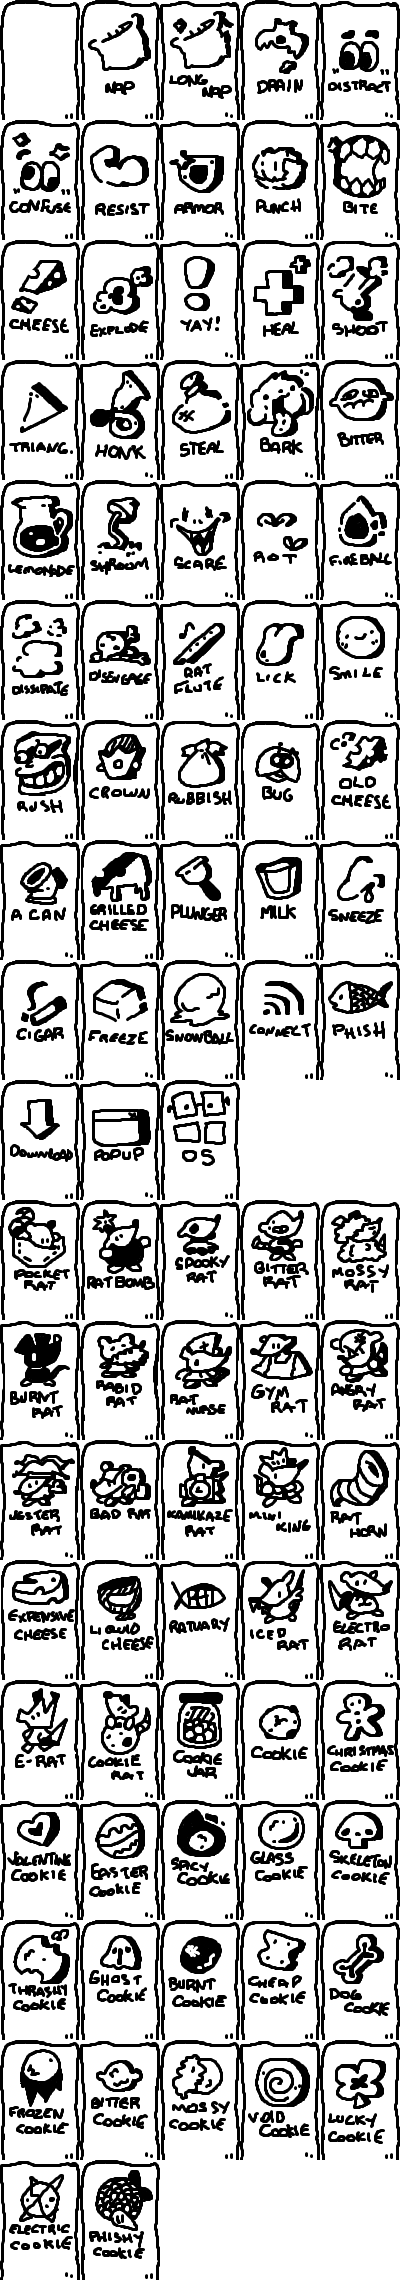 NAP
LONG NAP
DRAIN
DISTRACT
CONFUSE
RESIST
ARMOR
PUNCH
BITE
CHEESE
EXPLODE
YAY!
HEAL
SHOOT
TRIANG.
HONK
STEAL
BARK
BITTER
LEMONADE
SHROOM
SCARE
ROT
FIREBALL
DISSIPATE
DISENGAGE
RAT
FLUTE
LICK
SMILE
RUSH
CROWN
RUBBISH
BUG
OLD
CHEESE
A CAN
GRILLED
CHEESE
PLUNGER
MILK
SNEEZE
CIGAR
FREEZE
SNOWBALL
CONNECT
PHISH
DOWNLOAD
POPUP
OS
POCKET
RAT
RAT BOMB
SPOOKY
RAT
BITTER
RAT
MOSSY
RAT
BURNT
RAT
RABID
RAT
RAT
NURSE
GYM
RAT
ANGRY
RAT
JESTER
RAT
BAD RAT
KAMIKAZE
RAT
MINI
KING
RAT
HORN
EXPENSIVE
CHEESE
LIQUID
CHEESE
RATUARY
ICED
RAT
ELECTRO
RAT
E-RAT
COOKIE
RAT
COOKIE
JAR
COOKIE
CHRISTMAS
COOKIE
VALENTINE
COOKIE
EASTER
COOKIE
SPICY
COOKIE
GLASS
COOKIE
SKELETON
COOKIE
THRASHY
COOKIE
GHOST
COOKIE
BURNT
COOKIE
CHEAP
COOKIE
DOG
COOKIE
FROZEN
COOKIE
BITTER
COOKIE
MOSSY
COOKIE
VOID
COOKIE
LUCKY
COOKIE
ELECTRIC
COOKIE
PHISHY
COOKIE